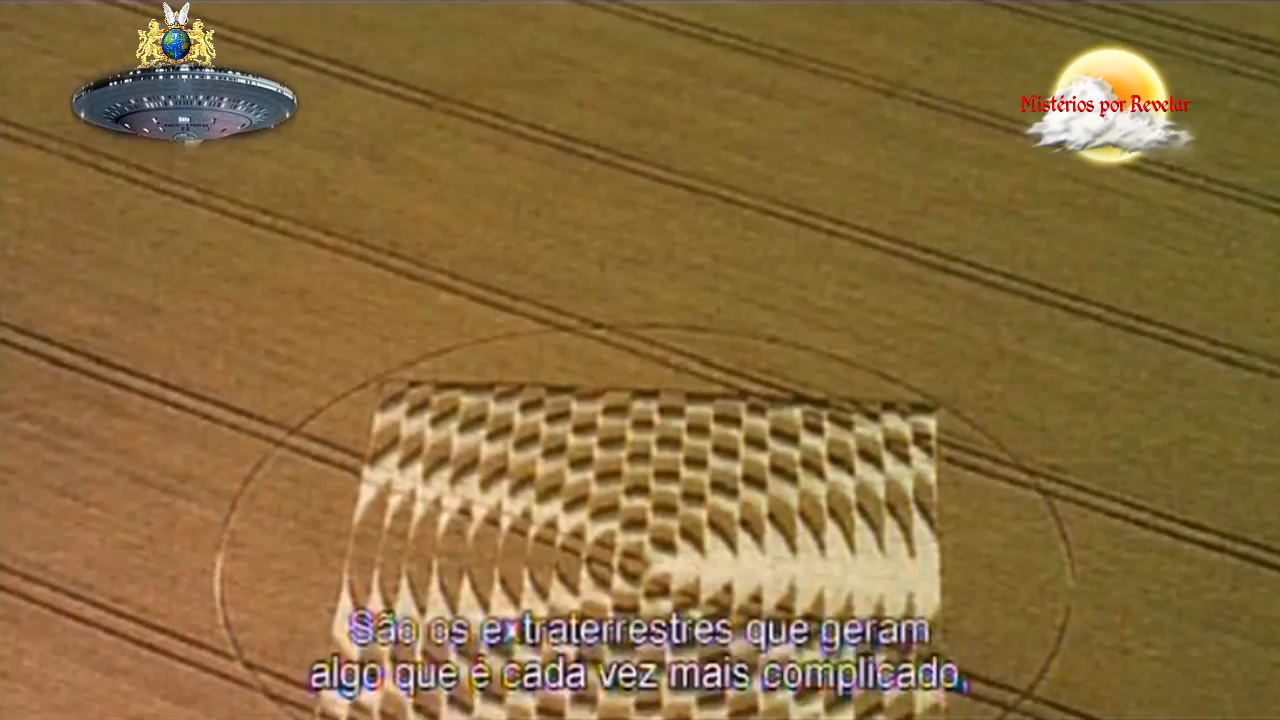 Mistérios por Revelar
São os extraterrestres que geram
algo que é cada vez mais complicado,